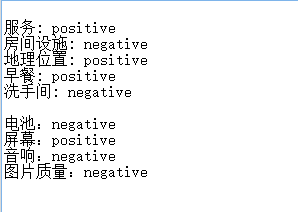 服务: positive
房间设施: negative
地理位置: positive
早餐: positive
洗手间: negative

电池：negative
屏幕：positive
音响：negative
图片质量：negative